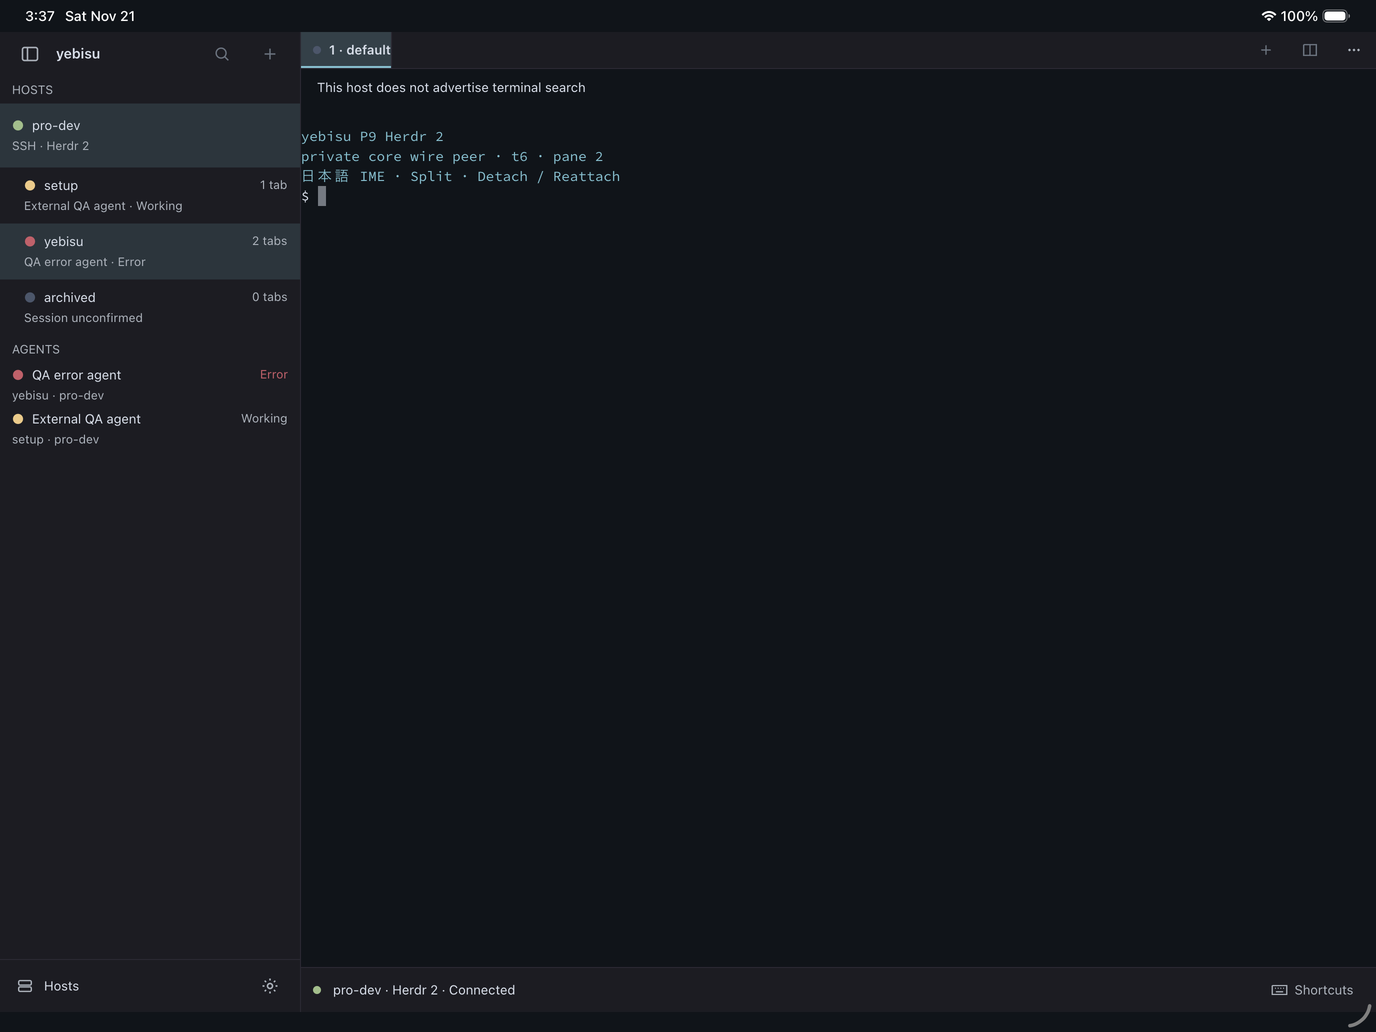 3:37 Sat Nov 21
100%
yebisu
HOSTS
pro-dev
SSH · Herdr 2
setup 1 tab
External QA agent · Working
yebisu 2 tabs
QA error agent · Error
archived 0 tabs
Session unconfirmed
AGENTS
QA error agent Error
yebisu · pro-dev
External QA agent Working
setup · pro-dev
Hosts
1 · default
This host does not advertise terminal search
yebisu P9 Herdr 2
private core wire peer · t6 · pane 2
日本語 IME · Split · Detach / Reattach
$
pro-dev · Herdr 2 · Connected
Shortcuts